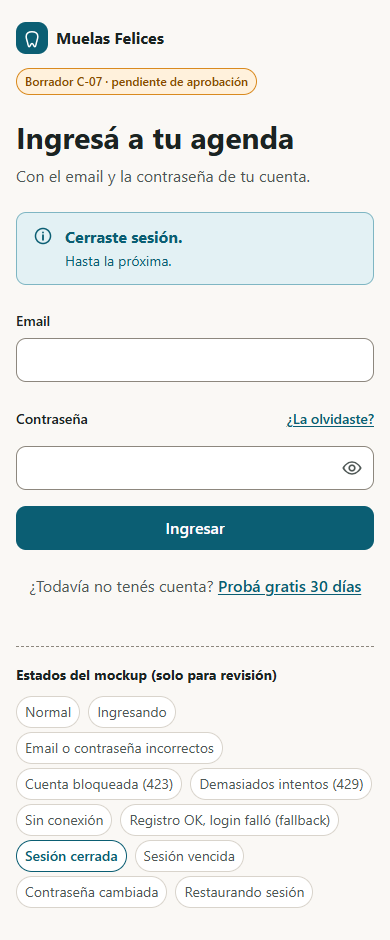 Muelas Felices
Borrador C-07 · pendiente de aprobación
Ingresá a tu agenda
Con el email y la contraseña de tu cuenta.
Cerraste sesión.
Hasta la próxima.
Email
Contraseña ¿La olvidaste?
Ingresar
¿Todavía no tenés cuenta? Probá gratis 30 días
Estados del mockup (solo para revisión)
Normal Ingresando
Email o contraseña incorrectos
Cuenta bloqueada (423) Demasiados intentos (429)
Sin conexión Registro OK, login falló (fallback)
Sesión cerrada Sesión vencida
Contraseña cambiada Restaurando sesión